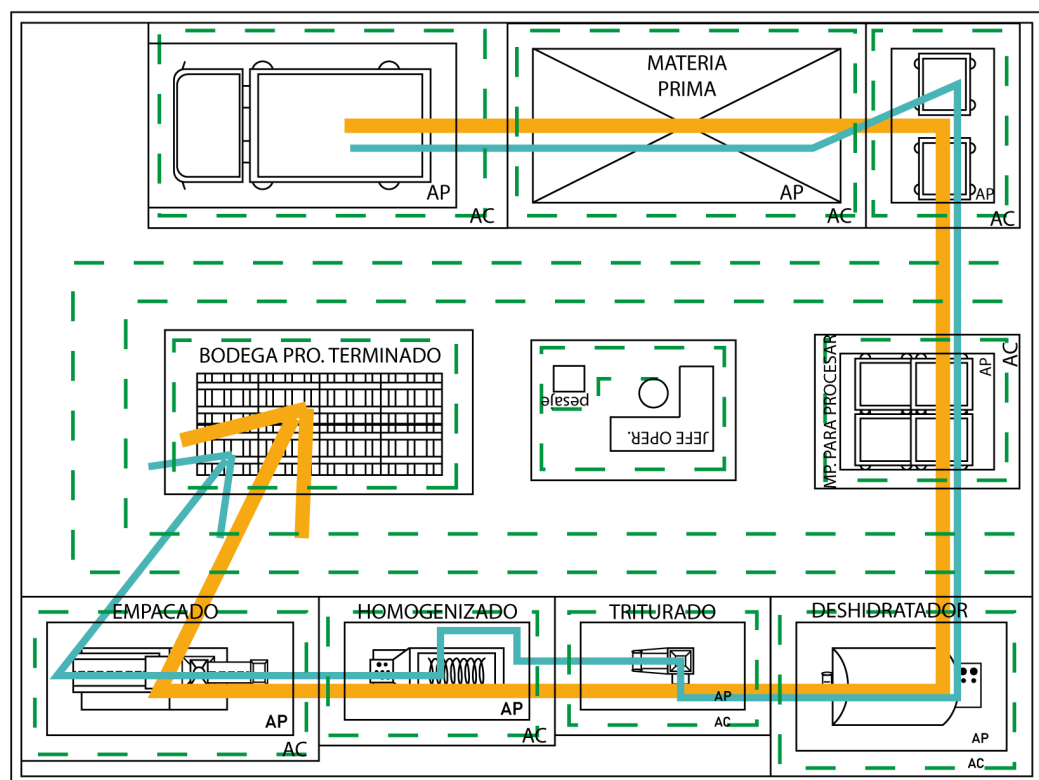 MATERIA
PRIMA
AP
AC
AP
AC
AP
AC
BODEGA PRO. TERMINADO
pesaje
JEFE OPER.
MP. PARA PROCESAR
AP
AC
EMPACADO
HOMOGENIZADO
TRITURADO
DESHIDRATADOR
AP
AC
AP
AC
AP
AC
AP
AC